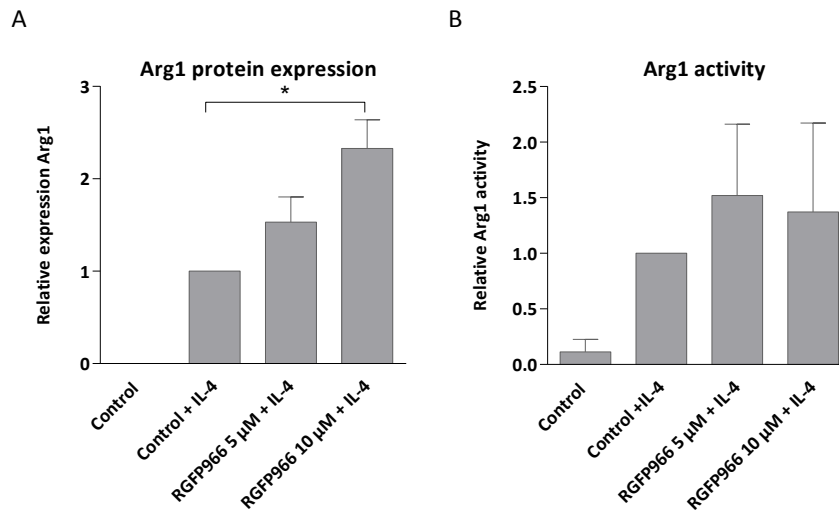 A
Arg1 protein expression
Relative expression Arg1
3
2
1
0
*
Control
Control + IL-4
RGFP966 5 µM + IL-4
RGFP966 10 µM + IL-4
B
Arg1 activity
Relative Arg1 activity
2.5
2.0
1.5
1.0
0.5
0.0
Control
Control +IL-4
RGFP966 5 µM + IL-4
RGFP966 10 µM + IL-4